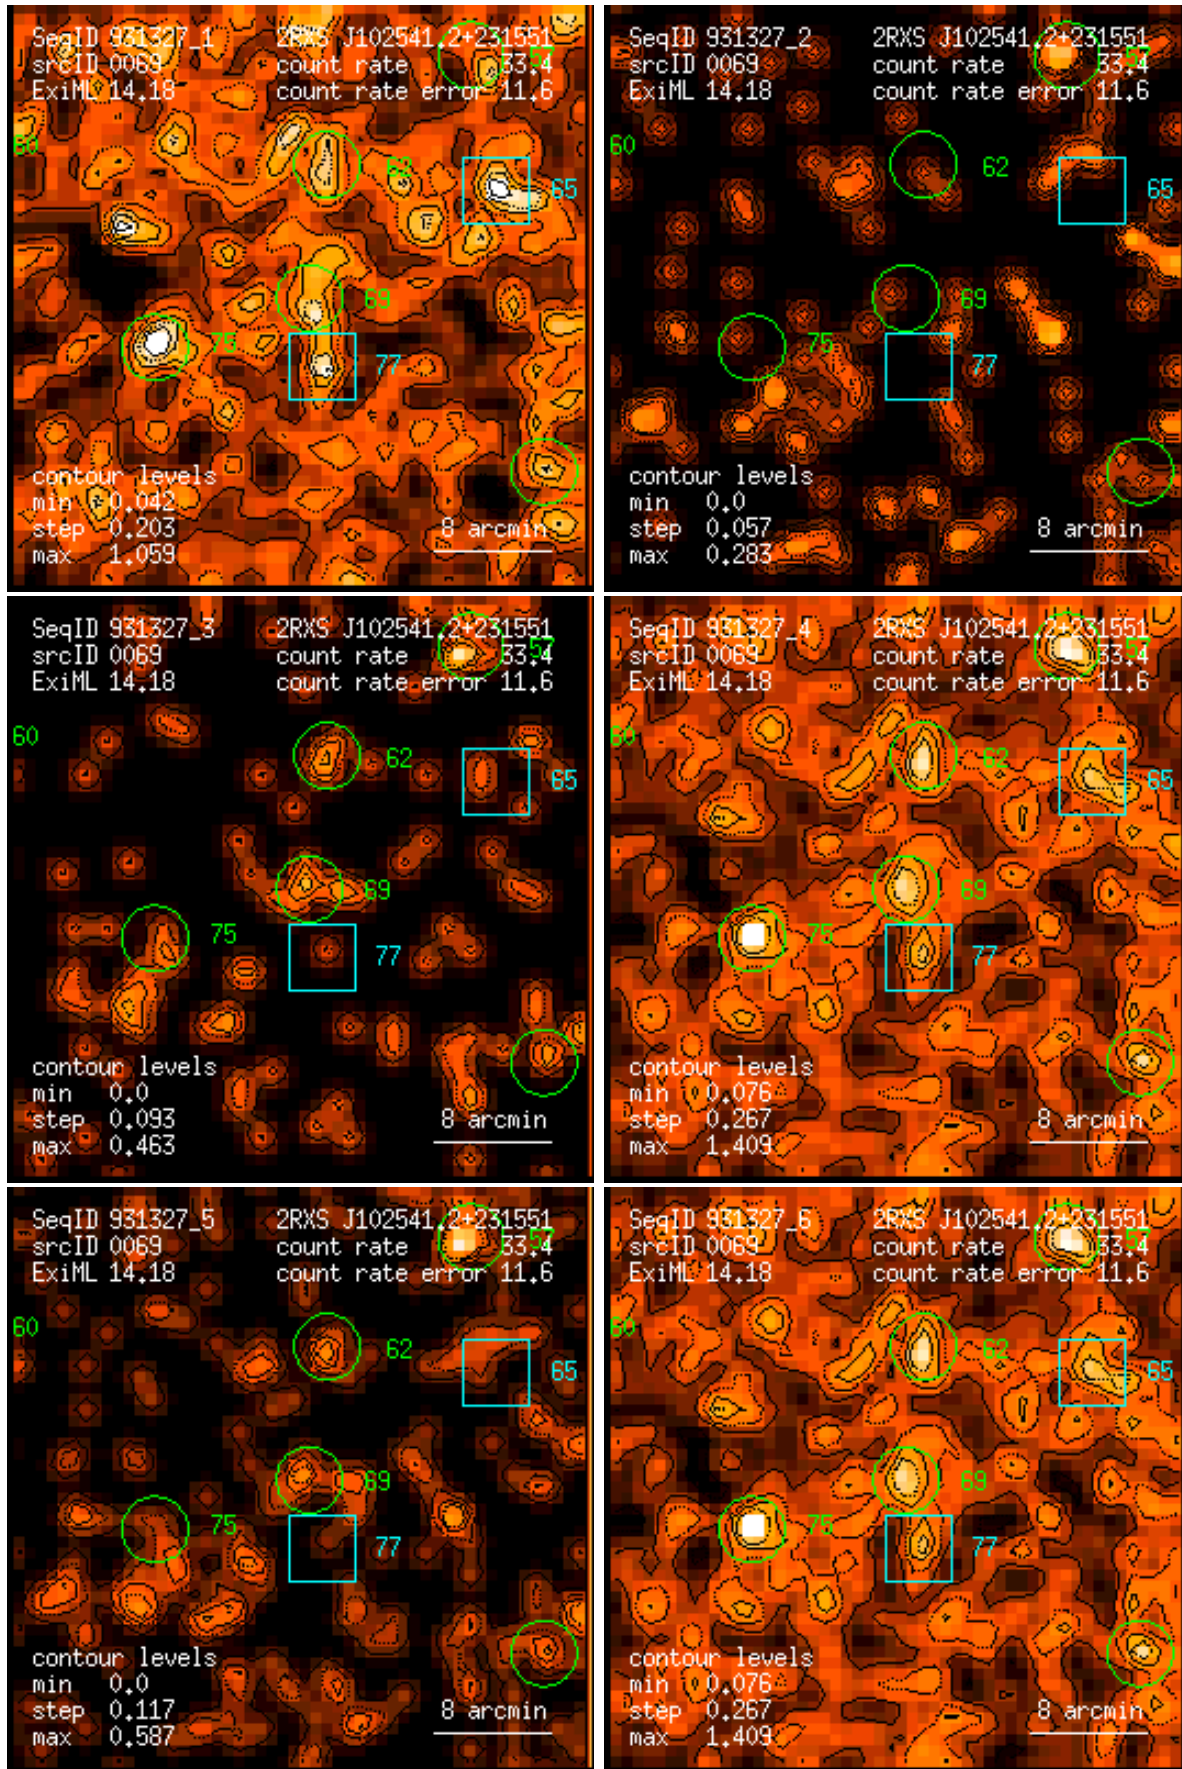 SeqID 931327_1 2RXS J102541.2+231551
srcID 0069 count rate 33.4
57
ExiML 14.18 count rate error 11.6
60
62
65
69
75
77
contour levels
min 0.042
step 0.203
max 1.059
8 arcmin
SeqID 931327_2 2RXS J102541.2+231551
srcID 0069 count rate 33.4
57
ExiML 14.18 count rate error 11.6
60
62
65
69
75
77
contour levels
min 0.0
step 0.057
max 0.283
8 arcmin
SeqID 931327_3 2RXS J102541.2+231551
srcID 0069 count rate 33.4
57
ExiML 14.18 count rate error 11.6
60
62
65
69
75
77
contour levels
min 0.0
step 0.093
max 0.463
8 arcmin
SeqID 931327_4 2RXS J102541.2+231551
srcID 0069 count rate 33.4
57
ExiML 14.18 count rate error 11.6
60
62
65
69
75
77
contour levels
min 0.076
step 0.267
max 1.409
8 arcmin
SeqID 931327_5 2RXS J102541.2+231551
srcID 0069 count rate 33.4
57
ExiML 14.18 count rate error 11.6
60
62
65
69
75
77
contour levels
min 0.0
step 0.117
max 0.587
8 arcmin
SeqID 931327_6 2RXS J102541.2+231551
srcID 0069 count rate 33.4
57
ExiML 14.18 count rate error 11.6
60
62
65
69
75
77
contour levels
min 0.076
step 0.267
max 1.409
8 arcmin